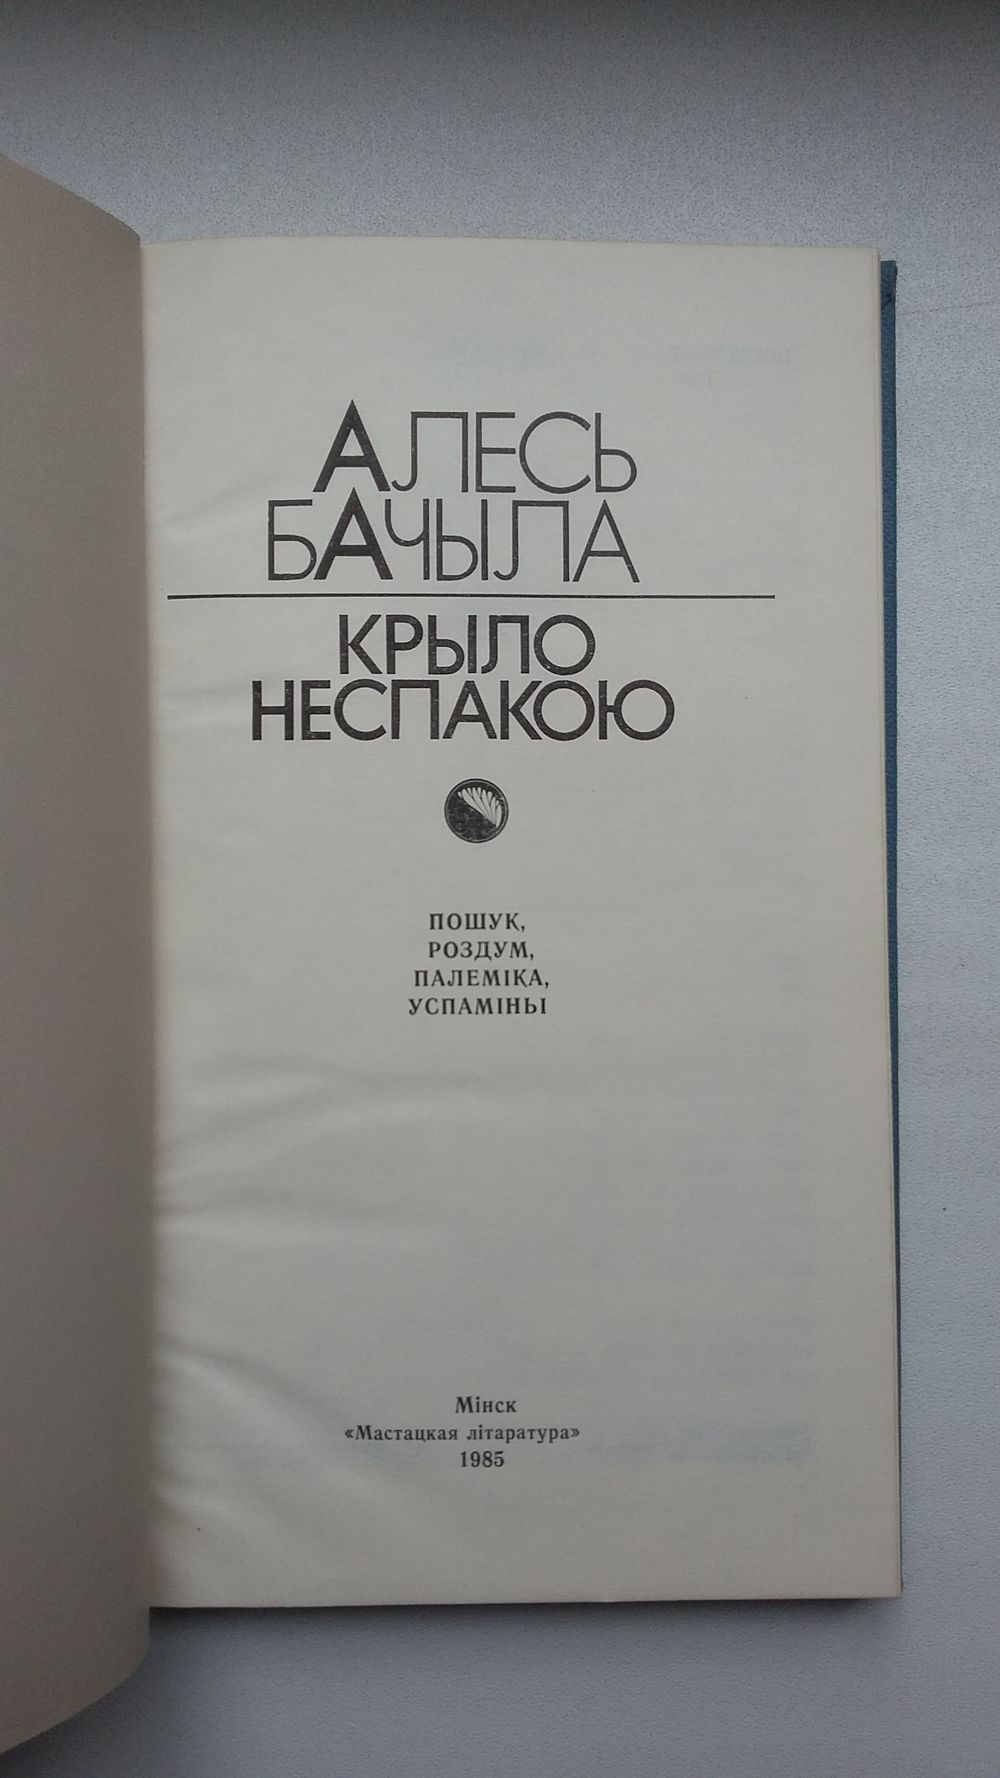 АЛЕСЬ
БАЧЫЛА
КРЫЛО
НЕСПАКОЮ
ПОШУК,
РОЗДУМ,
ПАЛЕМІКА,
УСПАМІНЫ
Мінск
«Мастацкая літаратура»
1985